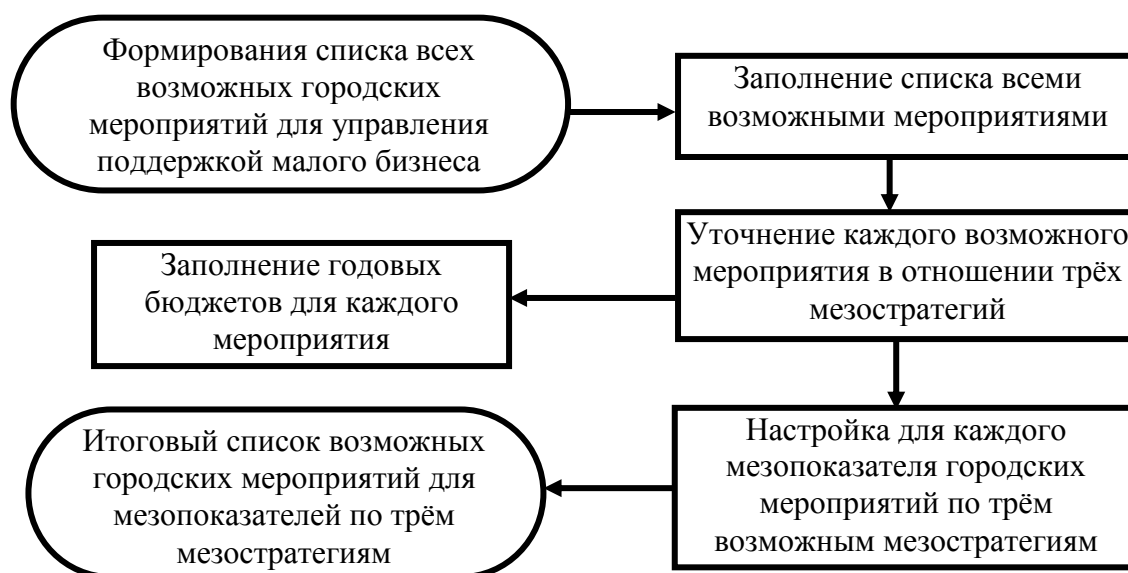 Формирования списка всех
возможных городских
мероприятий для управления
поддержкой малого бизнеса
Заполнение списка всеми
возможными мероприятиями
Уточнение каждого возможного
мероприятия в отношении трёх
мезостратегий
Заполнение годовых
бюджетов для каждого
мероприятия
Настройка для каждого
мезопоказателя городских
мероприятий по трём
возможным мезостратегиям
Итоговый список возможных
городских мероприятий для
мезопоказателей по трём
мезостратегиям